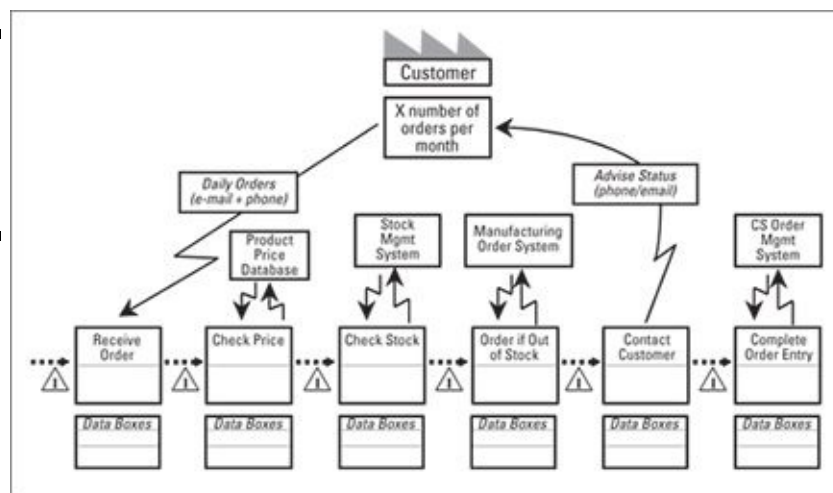 Customer
X number of
orders per
month
Daily Orders
(e-mail + phone)
Advise Status
(phone/email)
Product
Price
Database
Stock
Mgmt
System
Manufacturing
Order System
CS Order
Mgmt
System
Receive
Order
Check Price
Check Stock
Order if Out
of Stock
Contact
Customer
Complete
Order Entry
I
I
I
I
I
I
Data Boxes
Data Boxes
Data Boxes
Data Boxes
Data Boxes
Data Boxes